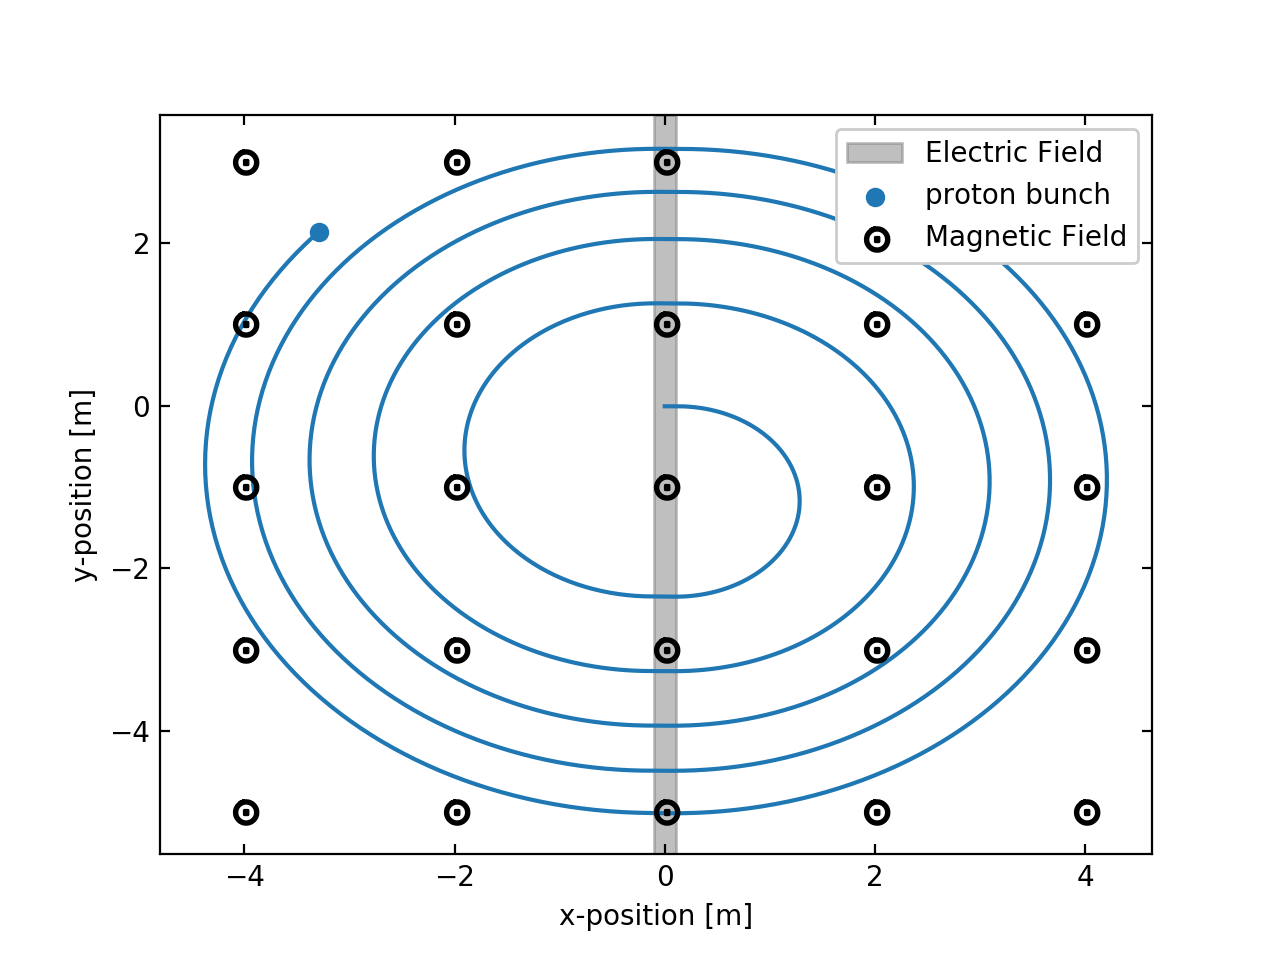 Electric Field
proton bunch
Magnetic Field
2
0
−2
−4
y-position [m]
−4
−2
0
2
4
x-position [m]